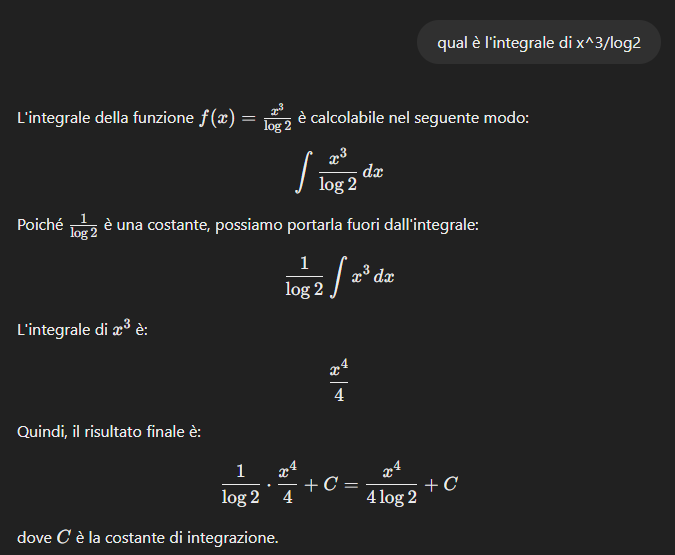 qual è l'integrale di x^3/log2
L'integrale della funzione $f(x) = \frac{x^3}{\log 2}$ è calcolabile nel seguente modo:
$\int \frac{x^3}{\log 2} \, dx$
Poiché $\frac{1}{\log 2}$ è una costante, possiamo portarla fuori dall'integrale:
$\frac{1}{\log 2} \int x^3 \, dx$
L'integrale di $x^3$ è:
$\frac{x^4}{4}$
Quindi, il risultato finale è:
$\frac{1}{\log 2} \cdot \frac{x^4}{4} + C = \frac{x^4}{4 \log 2} + C$
dove $C$ è la costante di integrazione.